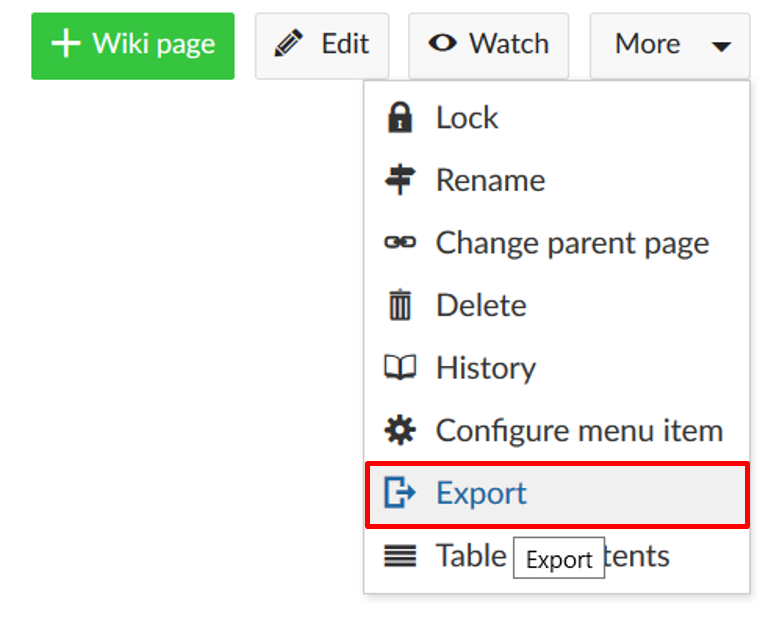 Wiki page Edit Watch More
Lock
Rename
Change parent page
Delete
History
Configure menu item
Export
Table tents
Export